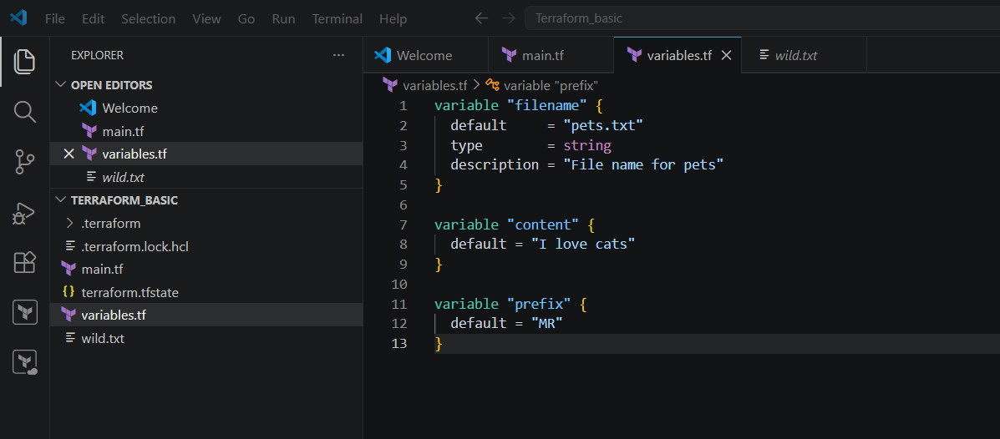 File Edit Selection View Go Run Terminal Help
Terraform_basic
EXPLORER
OPEN EDITORS
Welcome
main.tf
variables.tf
wild.txt
TERRAFORM_BASIC
.terraform
.terraform.lock.hcl
main.tf
{} terraform.tfstate
variables.tf
wild.txt
Welcome main.tf variables.tf wild.txt
variables.tf > variable "prefix"
1 variable "filename" {
2 default     = "pets.txt"
3 type        = string
4 description = "File name for pets"
5 }
6
7 variable "content" {
8 default = "I love cats"
9 }
10
11 variable "prefix" {
12 default = "MR"
13 }